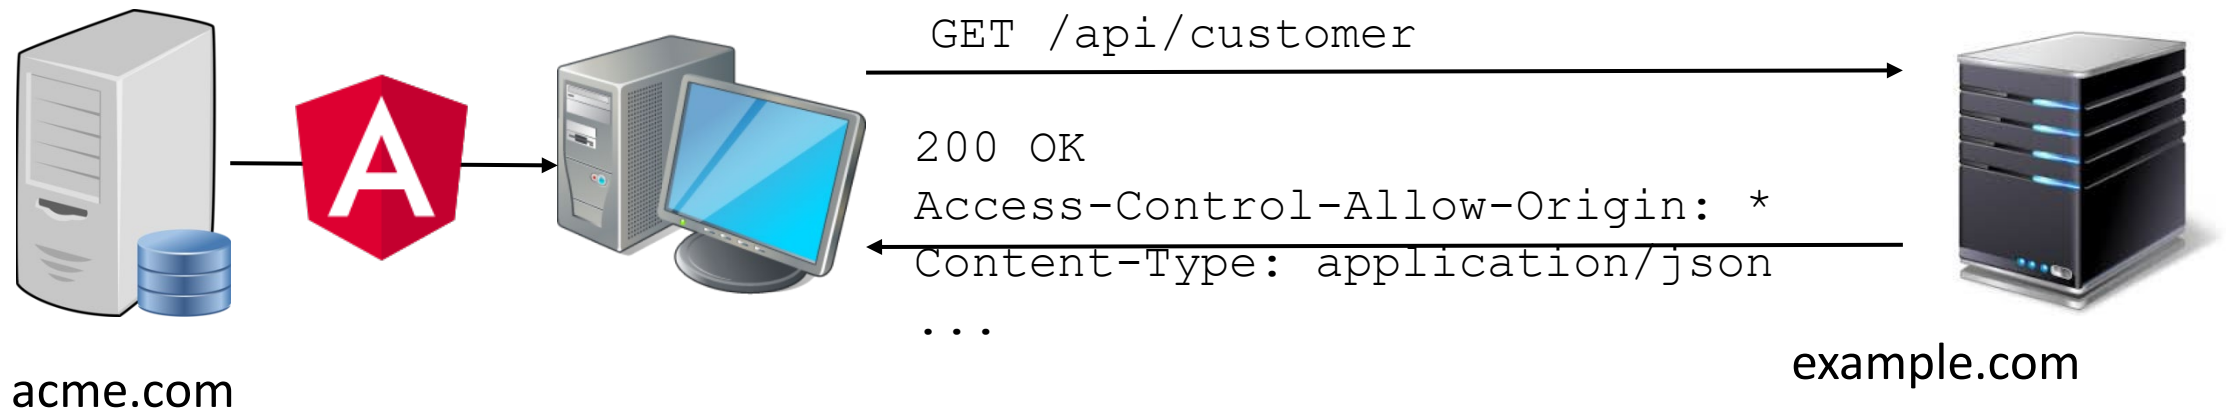 GET /api/customer
200 OK
Access-Control-Allow-Origin: *
Content-Type: application/json
...
example.com
acme.com
A